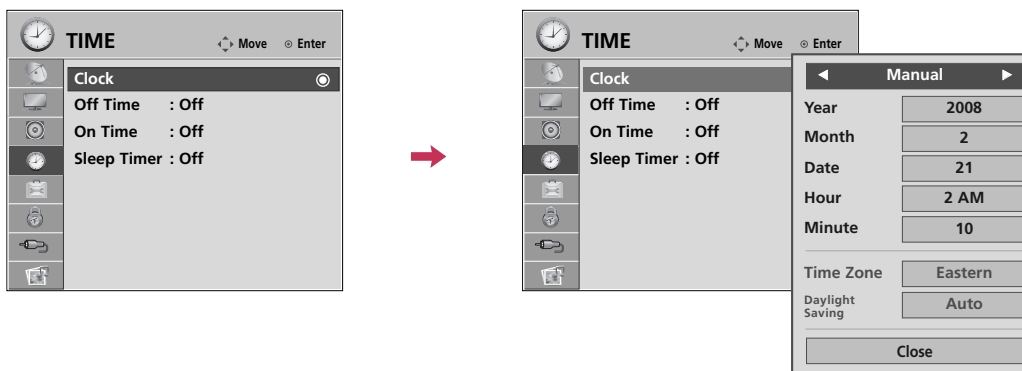 TIME Move Enter
Clock
Off Time : Off
On Time : Off
Sleep Timer : Off
TIME Move Enter
Clock
Off Time : Off
On Time : Off
Sleep Timer : Off
Manual
Year 2008
Month 2
Date 21
Hour 2 AM
Minute 10
Time Zone Eastern
Daylight
Saving Auto
Close